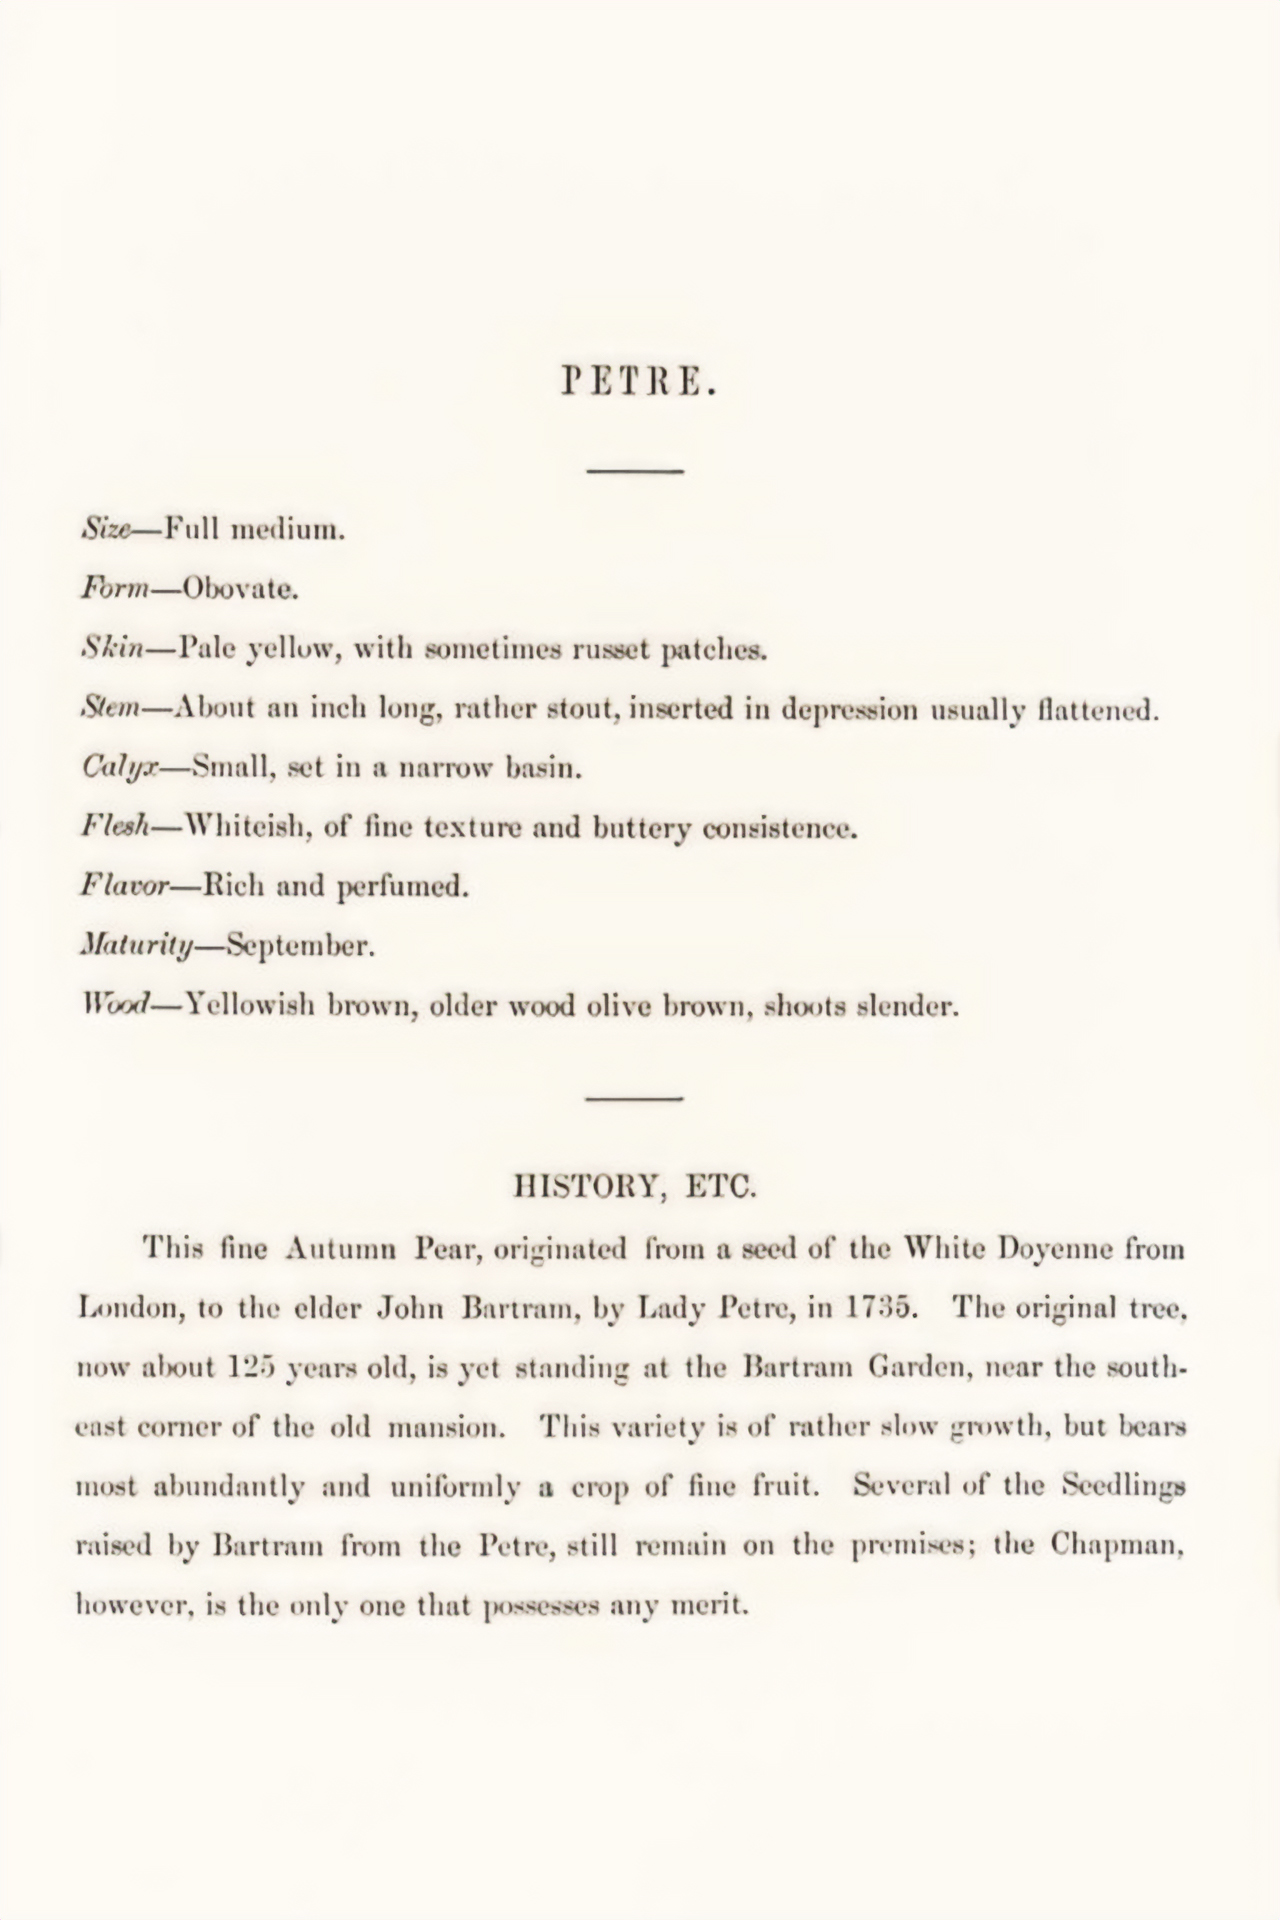 PETRE.
Size—Full medium.
Form—Obovate.
Skin—Pale yellow, with sometimes russet patches.
Stem—About an inch long, rather stout, inserted in depression usually flattened.
Calyx—Small, set in a narrow basin.
Flesh—Whiteish, of fine texture and buttery consistence.
Flavor—Rich and perfumed.
Maturity—September.
Wood—Yellowish brown, older wood olive brown, shoots slender.
HISTORY, ETC.
This fine Autumn Pear, originated from a seed of the White Doyenne from
London, to the elder John Bartram, by Lady Petre, in 1735. The original tree,
now about 125 years old, is yet standing at the Bartram Garden, near the south-
east corner of the old mansion. This variety is of rather slow growth, but bears
most abundantly and uniformly a crop of fine fruit. Several of the Seedlings
raised by Bartram from the Petre, still remain on the premises; the Chapman,
however, is the only one that possesses any merit.